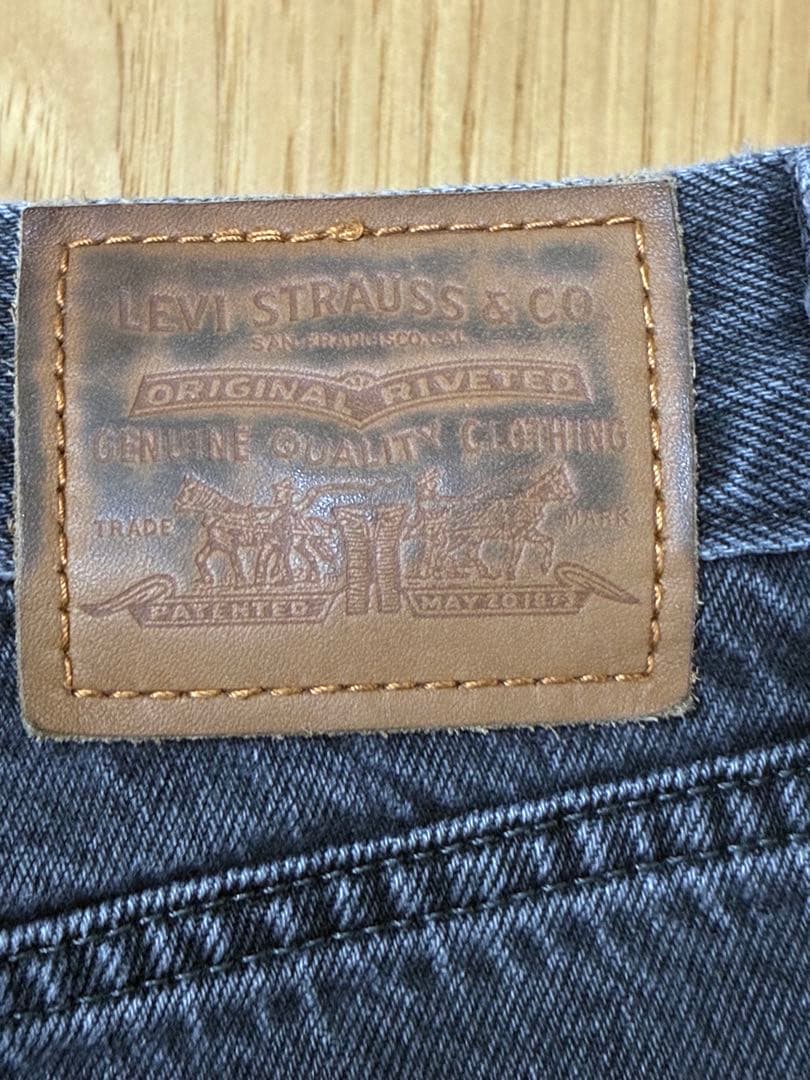 LEVI STRAUSS & CO.
SAN FRANCISCO, CAL
ORIGINAL RIVETED
GENUINE QUALITY CLOTHING
TRADE MARK
PATENTED MAY 20 1873